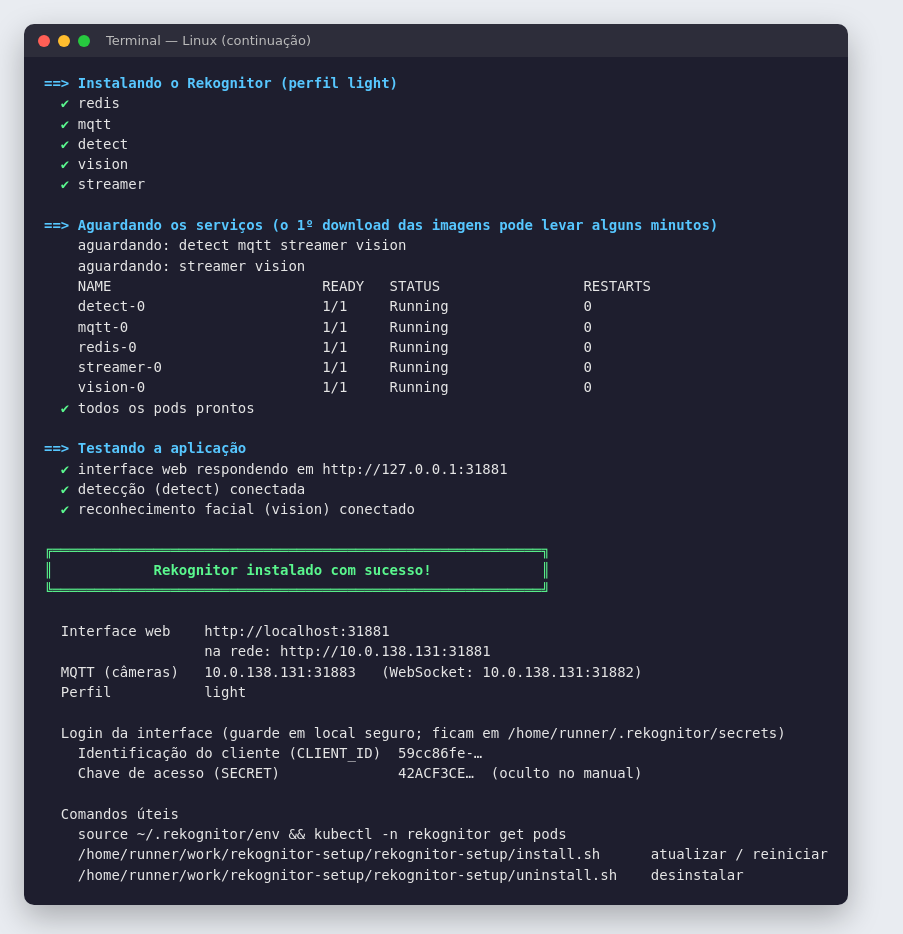 Terminal — Linux (continuação)
==> Instalando o Rekognitor (perfil light)
✔ redis
✔ mqtt
✔ detect
✔ vision
✔ streamer
==> Aguardando os serviços (o 1º download das imagens pode levar alguns minutos)
aguardando: detect mqtt streamer vision
aguardando: streamer vision
NAME READY STATUS RESTARTS
detect-0 1/1 Running 0
mqtt-0 1/1 Running 0
redis-0 1/1 Running 0
streamer-0 1/1 Running 0
vision-0 1/1 Running 0
✔ todos os pods prontos
==> Testando a aplicação
✔ interface web respondendo em http://127.0.0.1:31881
✔ detecção (detect) conectada
✔ reconhecimento facial (vision) conectado
Rekognitor instalado com sucesso!
Interface web http://localhost:31881
na rede: http://10.0.138.131:31881
MQTT (câmeras) 10.0.138.131:31883 (WebSocket: 10.0.138.131:31882)
Perfil light
Login da interface (guarde em local seguro; ficam em /home/runner/.rekognitor/secrets)
Identificação do cliente (CLIENT_ID) 59cc86fe-…
Chave de acesso (SECRET) 42ACF3CE… (oculto no manual)
Comandos úteis
source ~/.rekognitor/env && kubectl -n rekognitor get pods
/home/runner/work/rekognitor-setup/rekognitor-setup/install.sh atualizar / reiniciar
/home/runner/work/rekognitor-setup/rekognitor-setup/uninstall.sh desinstalar